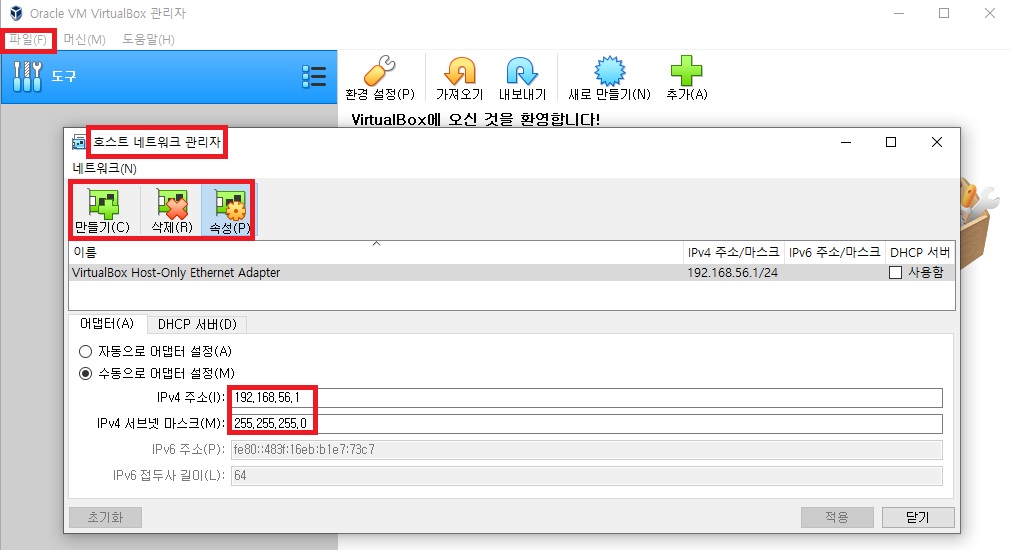 Oracle VM VirtualBox 관리자
파일(F) 머신(M) 도움말(H)
도구
환경 설정(P) 가져오기 내보내기 새로 만들기(N) 추가(A)
VirtualBox에 오신 것을 환영합니다!
호스트 네트워크 관리자
네트워크(N)
만들기(C) 삭제(R) 속성(P)
이름 IPv4 주소/마스크 IPv6 주소/마스크 DHCP 서버
VirtualBox Host-Only Ethernet Adapter 192.168.56.1/24 사용함
어댑터(A) DHCP 서버(D)
자동으로 어댑터 설정(A)
수동으로 어댑터 설정(M)
IPv4 주소(I): 192.168.56.1
IPv4 서브넷 마스크(M): 255.255.255.0
IPv6 주소(P): fe80::483f:16eb:b1e7:73c7
IPv6 접두사 길이(L): 64
초기화 적용 닫기